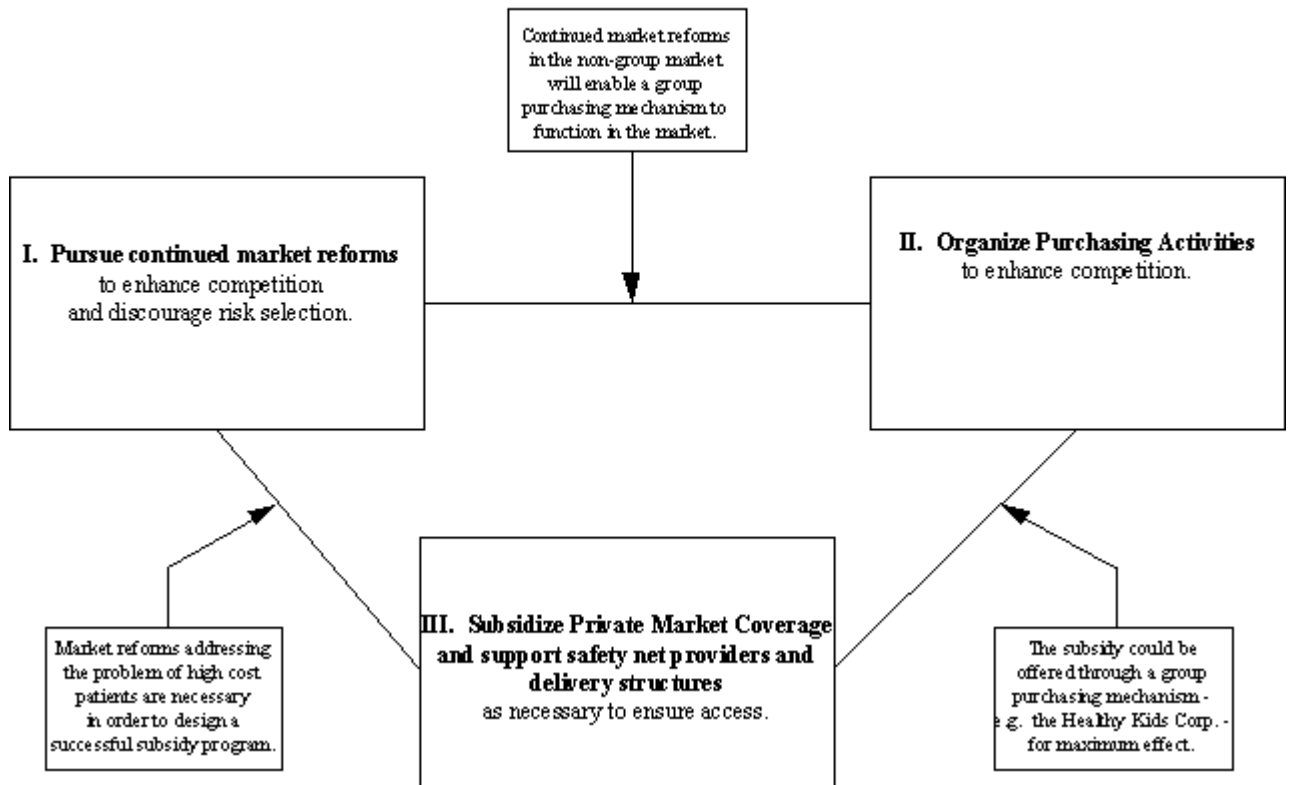 Continued market reforms
in the non-group market
will enable a group
purchasing mechanism to
function in the market.
I. Pursue continued market reforms
to enhance competition
and discourage risk selection.
II. Organize Purchasing Activities
to enhance competition.
III. Subsidize Private Market Coverage
and support safety net providers and
delivery structures
as necessary to ensure access.
Market reforms addressing
the problem of high cost
patients are necessary
in order to design a
successful subsidy program.
The subsidy could be
offered through a group
purchasing mechanism -
e.g. the Healthy Kids Corp. -
for maximum effect.